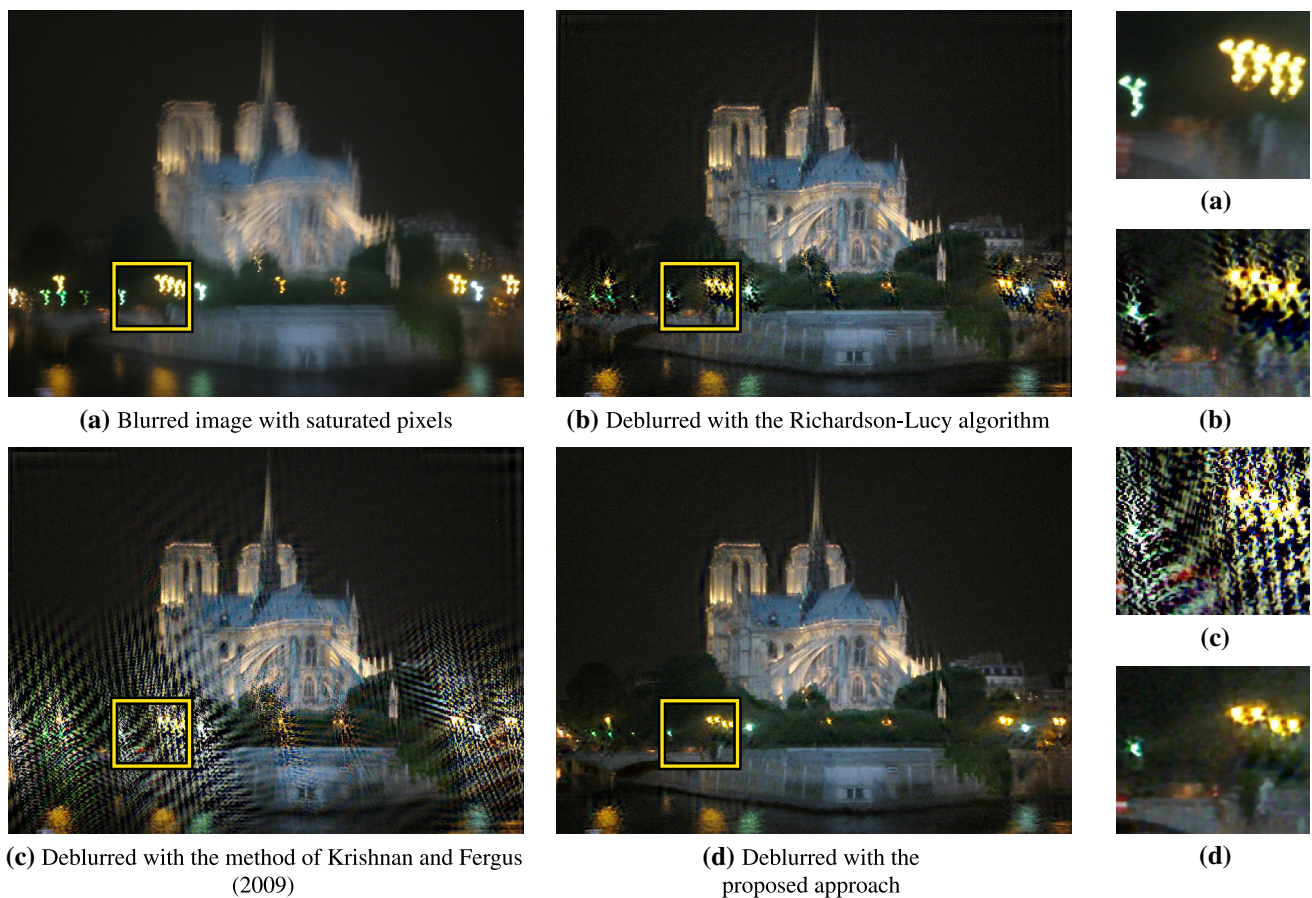 (a) Blurred image with saturated pixels
(b) Deblurred with the Richardson-Lucy algorithm
(a)
(b)
(c) Deblurred with the method of Krishnan and Fergus
(2009)
(d) Deblurred with the
proposed approach
(c)
(d)